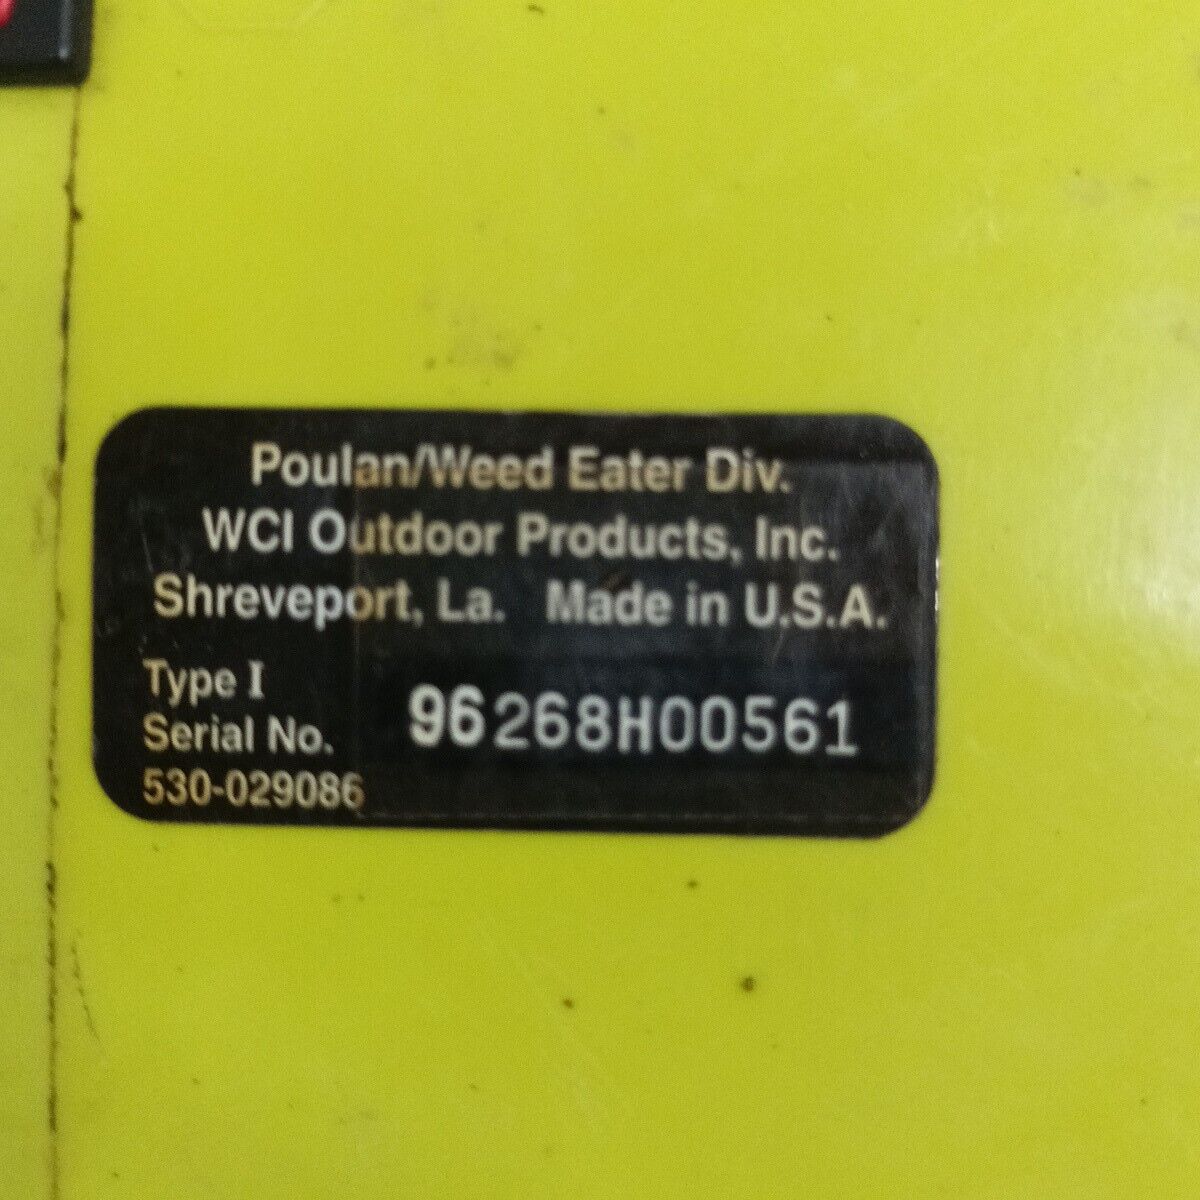 Poulan/Weed Eater Div.
WCI Outdoor Products, Inc.
Shreveport, La. Made in U.S.A.
Type I
Serial No. 96268H00561
530-029086